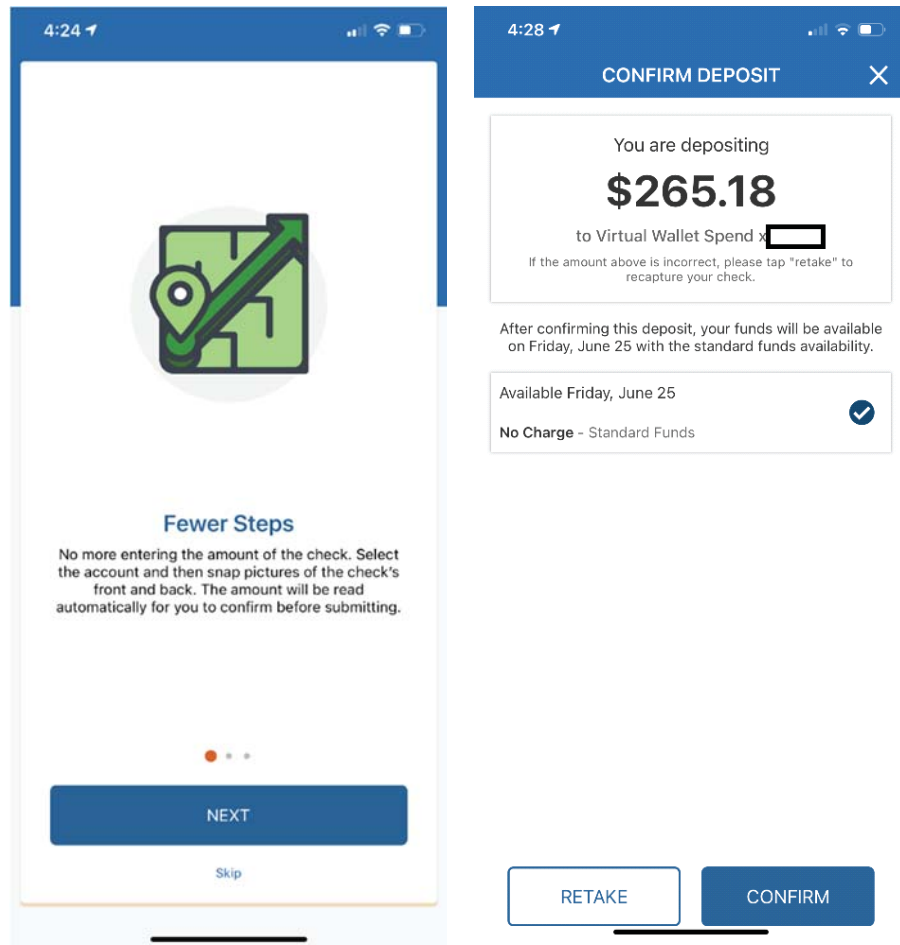 4:24
Fewer Steps
No more entering the amount of the check. Select
the account and then snap pictures of the check's
front and back. The amount will be read
automatically for you to confirm before submitting.
NEXT
Skip
4:28
CONFIRM DEPOSIT
You are depositing
$265.18
to Virtual Wallet Spend x
If the amount above is incorrect, please tap "retake" to
recapture your check.
After confirming this deposit, your funds will be available
on Friday, June 25 with the standard funds availability.
Available Friday, June 25
No Charge - Standard Funds
RETAKE
CONFIRM